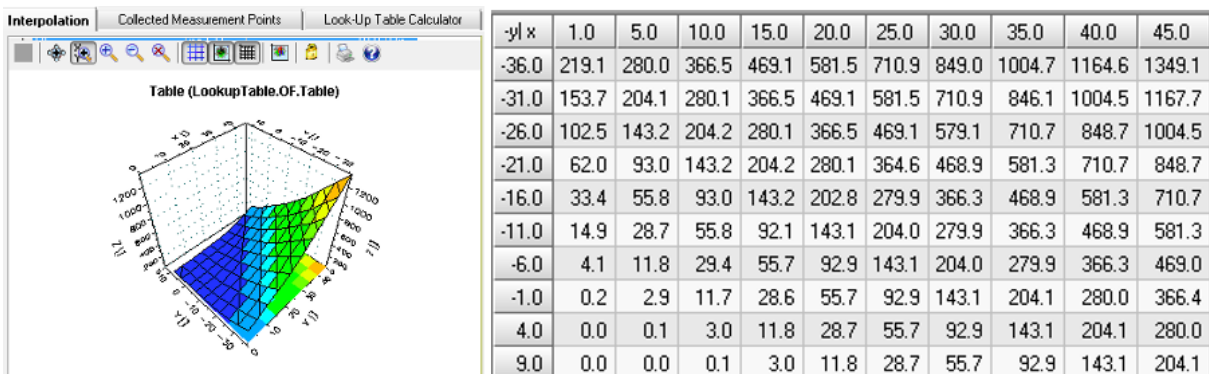 Interpolation Collected Measurement Points Look-Up Table Calculator
Table (LookupTable.OF.Table)
-y| x 1.0 5.0 10.0 15.0 20.0 25.0 30.0 35.0 40.0 45.0
-36.0 219.1 280.0 366.5 469.1 581.5 710.9 849.0 1004.7 1164.6 1349.1
-31.0 153.7 204.1 280.1 366.5 469.1 581.5 710.9 846.1 1004.5 1167.7
-26.0 102.5 143.2 204.2 280.1 366.5 469.1 579.1 710.7 848.7 1004.5
-21.0 62.0 93.0 143.2 204.2 280.1 364.6 468.9 581.3 710.7 848.7
-16.0 33.4 55.8 93.0 143.2 202.8 279.9 366.3 468.9 581.3 710.7
-11.0 14.9 28.7 55.8 92.1 143.1 204.0 279.9 366.3 468.9 581.3
-6.0 4.1 11.8 29.4 55.7 92.9 143.1 204.0 279.9 366.3 469.0
-1.0 0.2 2.9 11.7 28.6 55.7 92.9 143.1 204.1 280.0 366.4
4.0 0.0 0.1 3.0 11.8 28.7 55.7 92.9 143.1 204.1 280.0
9.0 0.0 0.0 0.1 3.0 11.8 28.7 55.7 92.9 143.1 204.1